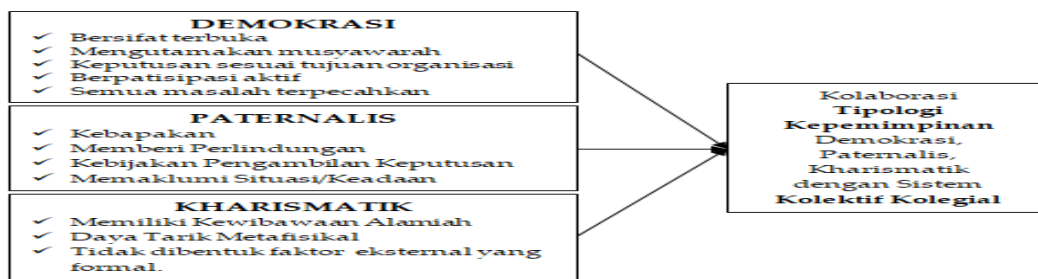 DEMOKRASI
✓ Bersifat terbuka
✓ Mengutamakan musyawarah
✓ Keputusan sesuai tujuan organisasi
✓ Berpatisipasi aktif
✓ Semua masalah terpecahkan
PATERNALIS
✓ Kebapakan
✓ Memberi Perlindungan
✓ Kebijakan Pengambilan Keputusan
✓ Memaklumi Situasi/Keadaan
KHARISMATIK
✓ Memiliki Kewibawaan Alamiah
✓ Daya Tarik Metafisikal
✓ Tidak dibentuk faktor eksternal yang
formal.
Kolaborasi
Tipologi
Kepemimpinan
Demokrasi,
Paternalis,
Kharismatik
dengan Sistem
Kolektif Kolegial